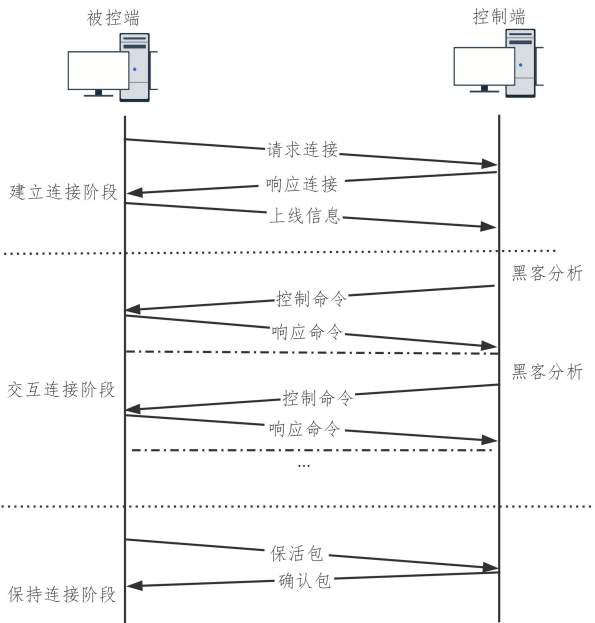 被控端
控制端
请求连接
响应连接
建立连接阶段
上线信息
黑客分析
控制命令
响应命令
黑客分析
交互连接阶段
控制命令
响应命令
...
保活包
确认包
保持连接阶段